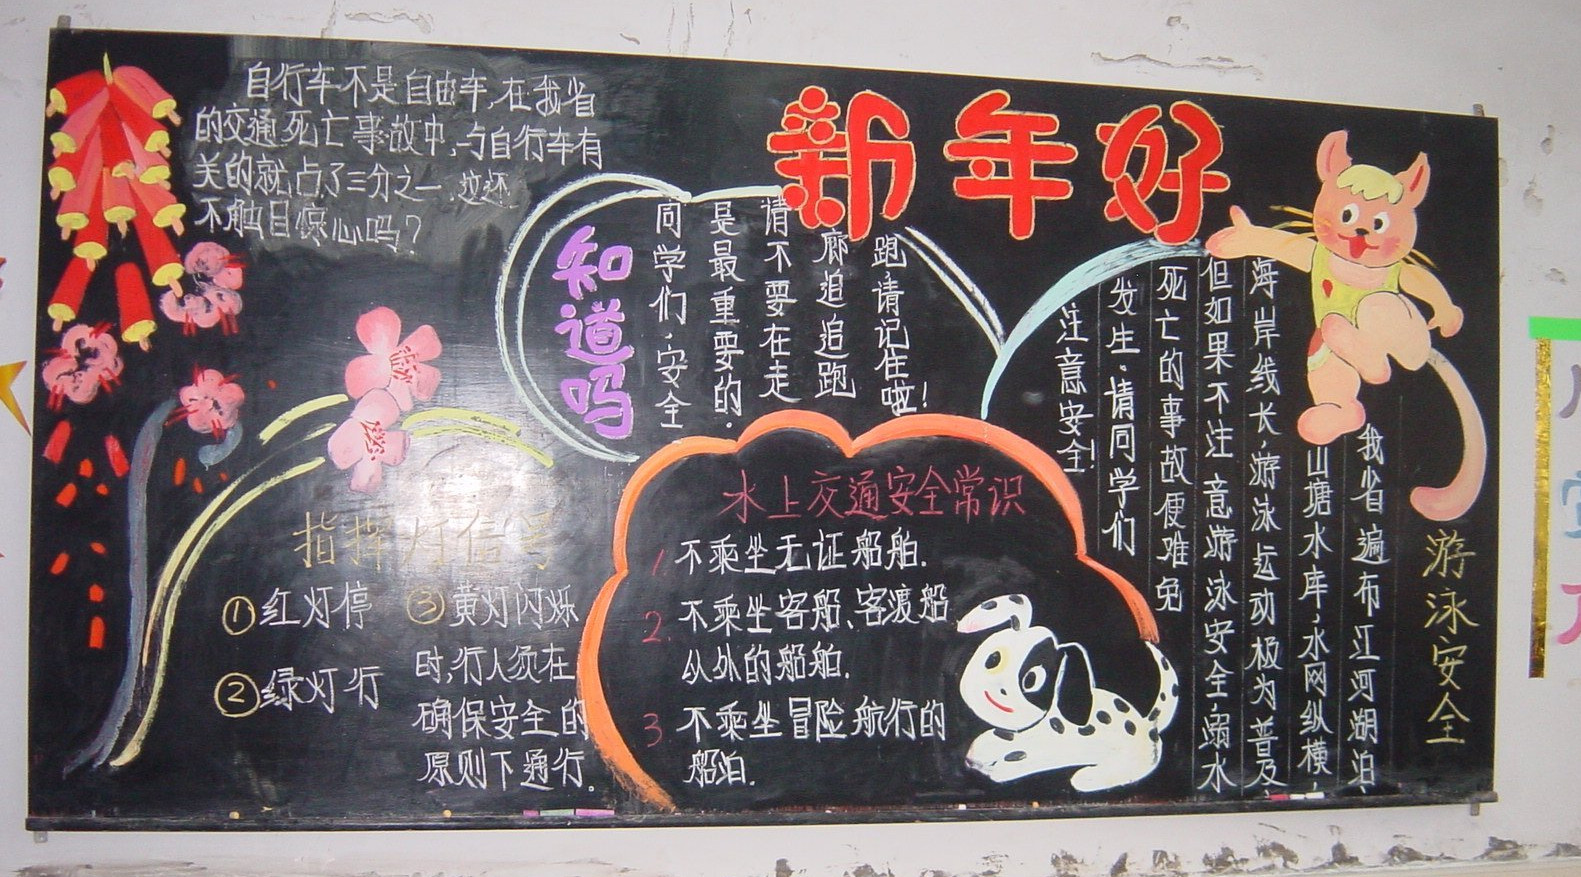 新年好
自行车不是自由车,在我省
的交通死亡事故中,与自行车有
关的就占了三分之一.这还
不触目惊心吗?
知道吗
同学们,安全
是最重要的.
请不要在走
廊追追跑
跑,请记住啦!
指挥灯信号
①红灯停
②绿灯行
③黄灯闪烁
时,行人须在
确保安全的
原则下通行.
水上交通安全常识
1.不乘坐无证船舶.
2.不乘坐客船、客渡船
以外的船舶.
3.不乘坐冒险航行的
船泊.
游泳安全
我省遍布江河湖泊、
山塘水库,水网纵横,
海岸线长,游泳运动极为普及,
但如果不注意游泳安全,溺水
死亡的事故便难免
发生.请同学们
注意安全!